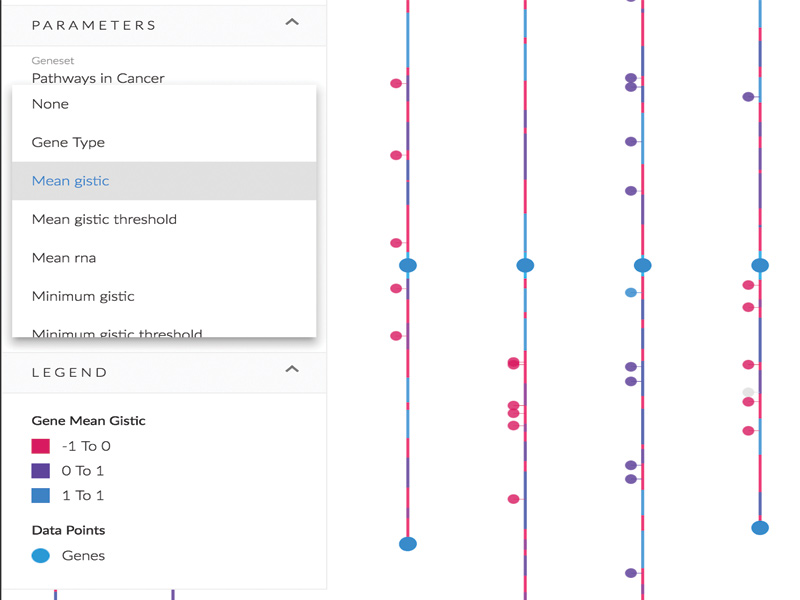 PARAMETERS
Geneset
Pathways in Cancer
None
Gene Type
Mean gistic
Mean gistic threshold
Mean rna
Minimum gistic
Minimum gistic threshold
LEGEND
Gene Mean Gistic
-1 To 0
0 To 1
1 To 1
Data Points
Genes